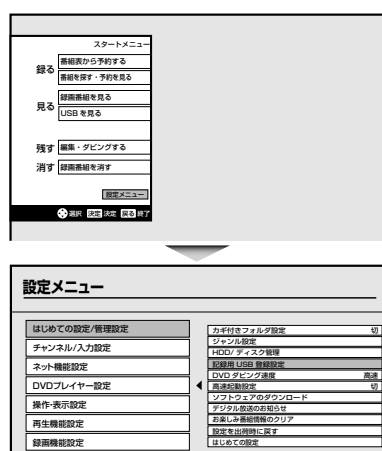 スタートメニュー
録る
番組表から予約する
番組を探す・予約を見る
見る
録画番組を見る
USB を見る
残す 編集・ダビングする
消す 録画番組を消す
設定メニュー
選択 決定 決定 戻る 終了
設定メニュー
はじめての設定/管理設定
チャンネル/入力設定
ネット機能設定
DVDプレイヤー設定
操作・表示設定
再生機能設定
録画機能設定
カギ付きフォルダ設定 切
ジャンル設定
HDD/ ディスク管理
記録用 USB 登録設定
DVD ダビング速度 高速
高速起動設定 切
ソフトウェアのダウンロード
デジタル放送のお知らせ
お楽しみ番組情報のクリア
設定を出荷時に戻す
はじめての設定